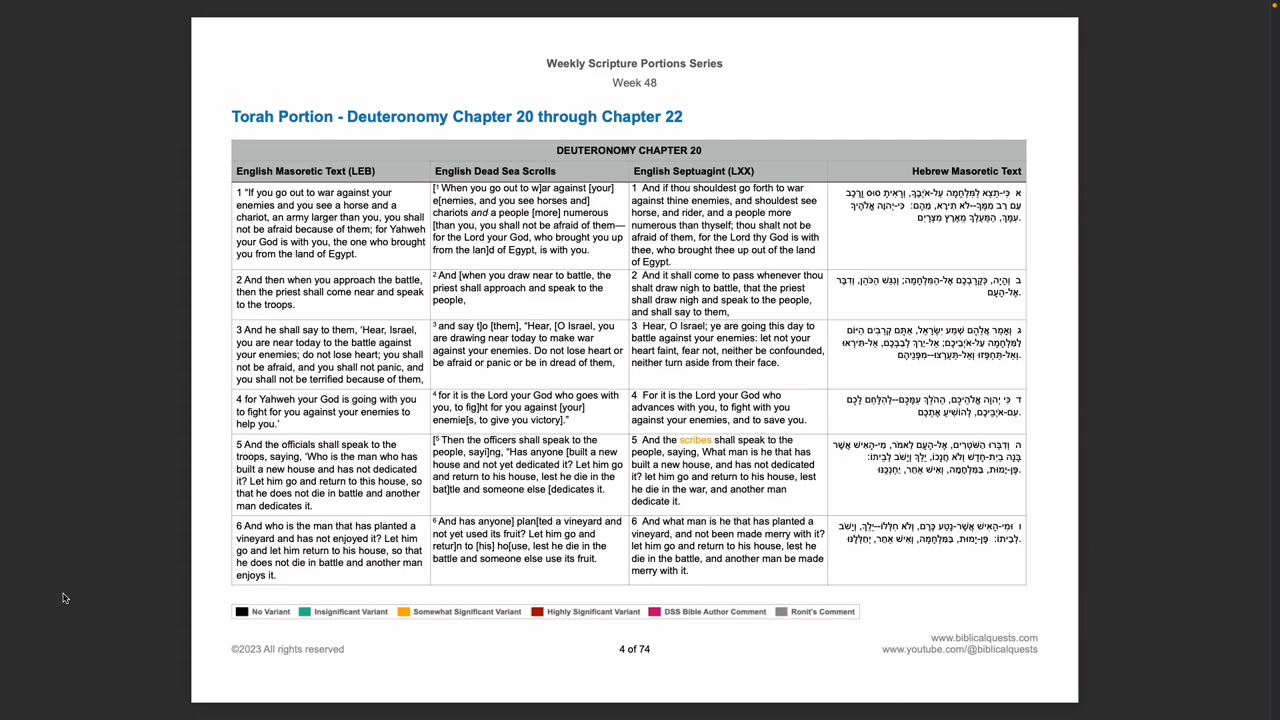 Weekly Scripture Portions Series
Week 48
Torah Portion - Deuteronomy Chapter 20 through Chapter 22
DEUTERONOMY CHAPTER 20
English Masoretic Text (LEB)
English Dead Sea Scrolls
English Septuagint (LXX)
Hebrew Masoretic Text
1 “If you go out to war against your
enemies and you see a horse and a
chariot, an army larger than you, you shall
not be afraid because of them; for Yahweh
your God is with you, the one who brought
you from the land of Egypt.
[¹ When you go out to w]ar against [your]
e[nemies, and you see horses and]
chariots and a people [more] numerous
[than you, you shall not be afraid of them—
for the Lord your God, who brought you up
from the lan]d of Egypt, is with you.
1 And if thou shouldest go forth to war
against thine enemies, and shouldest see
horse, and rider, and a people more
numerous than thyself; thou shalt not be
afraid of them, for the Lord thy God is with
thee, who brought thee up out of the land
of Egypt.
א כִּי-תֵצֵא לַמִּלְחָמָה עַל-אֹיְבֶךָ, וְרָאִיתָ סוּס וָרֶכֶב
עַם רַב מִמְּךָ--לֹא תִירָא, מֵהֶם: כִּי-יְהוָה אֱלֹהֶיךָ
עִמָּךְ, הַמַּעַלְךָ מֵאֶרֶץ מִצְרָיִם.
2 And then when you approach the battle,
then the priest shall come near and speak
to the troops.
² And [when you draw near to battle, the
priest shall approach and speak to the
people,
2 And it shall come to pass whenever thou
shalt draw nigh to battle, that the priest
shall draw nigh and speak to the people,
and shall say to them,
ב וְהָיָה, כְּקָרָבְכֶם אֶל-הַמִּלְחָמָה; וְנִגַּשׁ הַכֹּהֵן, וְדִבֶּר
אֶל-הָעָם.
3 And he shall say to them, ‘Hear, Israel,
you are near today to the battle against
your enemies; do not lose heart; you shall
not be afraid, and you shall not panic, and
you shall not be terrified because of them,
³ and say t]o [them], “Hear, [O Israel, you
are drawing near today to make war
against your enemies. Do not lose heart or
be afraid or panic or be in dread of them,
3 Hear, O Israel; ye are going this day to
battle against your enemies: let not your
heart faint, fear not, neither be confounded,
neither turn aside from their face.
ג וְאָמַר אֲלֵהֶם שְׁמַע יִשְׂרָאֵל, אַתֶּם קְרֵבִים הַיּוֹם
לַמִּלְחָמָה עַל-אֹיְבֵיכֶם; אַל-יֵרַךְ לְבַבְכֶם, אַל-תִּירְאוּ
וְאַל-תַּחְפְּזוּ וְאַל-תַּעַרְצוּ--מִפְּנֵיהֶם.
4 for Yahweh your God is going with you
to fight for you against your enemies to
help you.’
⁴ for it is the Lord your God who goes with
you, to fig]ht for you against [your]
enemie[s, to give you victory].”
4 For it is the Lord your God who
advances with you, to fight with you
against your enemies, and to save you.
ד כִּי יְהוָה אֱלֹהֵיכֶם, הַהֹלֵךְ עִמָּכֶם--לְהִלָּחֵם לָכֶם
עִם-אֹיְבֵיכֶם, לְהוֹשִׁיעַ אֶתְכֶם.
5 And the officials shall speak to the
troops, saying, ‘Who is the man who has
built a new house and has not dedicated
it? Let him go and return to this house, so
that he does not die in battle and another
man dedicates it.
[⁵ Then the officers shall speak to the
people, sayi]ng, “Has anyone [built a new
house and not yet dedicated it? Let him go
and return to his house, lest he die in the
bat]tle and someone else [dedicates it.
5 And the scribes shall speak to the
people, saying, What man is he that has
built a new house, and has not dedicated
it? let him go and return to his house, lest
he die in the war, and another man
dedicate it.
ה וְדִבְּרוּ הַשֹּׁטְרִים, אֶל-הָעָם לֵאמֹר, מִי-הָאִישׁ אֲשֶׁר
בָּנָה בַיִת-חָדָשׁ וְלֹא חֲנָכוֹ, יֵלֵךְ וְיָשֹׁב לְבֵיתוֹ:
פֶּן-יָמוּת, בַּמִּלְחָמָה, וְאִישׁ אַחֵר, יַחְנְכֶנּוּ.
6 And who is the man that has planted a
vineyard and has not enjoyed it? Let him
go and let him return to his house, so that
he does not die in battle and another man
enjoys it.
⁶ And has anyone] plan[ted a vineyard and
not yet used its fruit? Let him go and
retur]n to [his] ho[use, lest he die in the
battle and someone else use its fruit.
6 And what man is he that has planted a
vineyard, and not been made merry with it?
let him go and return to his house, lest he
die in the battle, and another man be made
merry with it.
ו וּמִי-הָאִישׁ אֲשֶׁר-נָטַע כֶּרֶם, וְלֹא חִלְּלוֹ--יֵלֵךְ, וְיָשֹׁב
לְבֵיתוֹ: פֶּן-יָמוּת, בַּמִּלְחָמָה, וְאִישׁ אַחֵר, יְחַלְּלֶנּוּ.
No Variant Insignificant Variant Somewhat Significant Variant Highly Significant Variant DSS Bible Author Comment Ronit's Comment
©2023 All rights reserved
4 of 74
www.biblicalquests.com
www.youtube.com/@biblicalquests